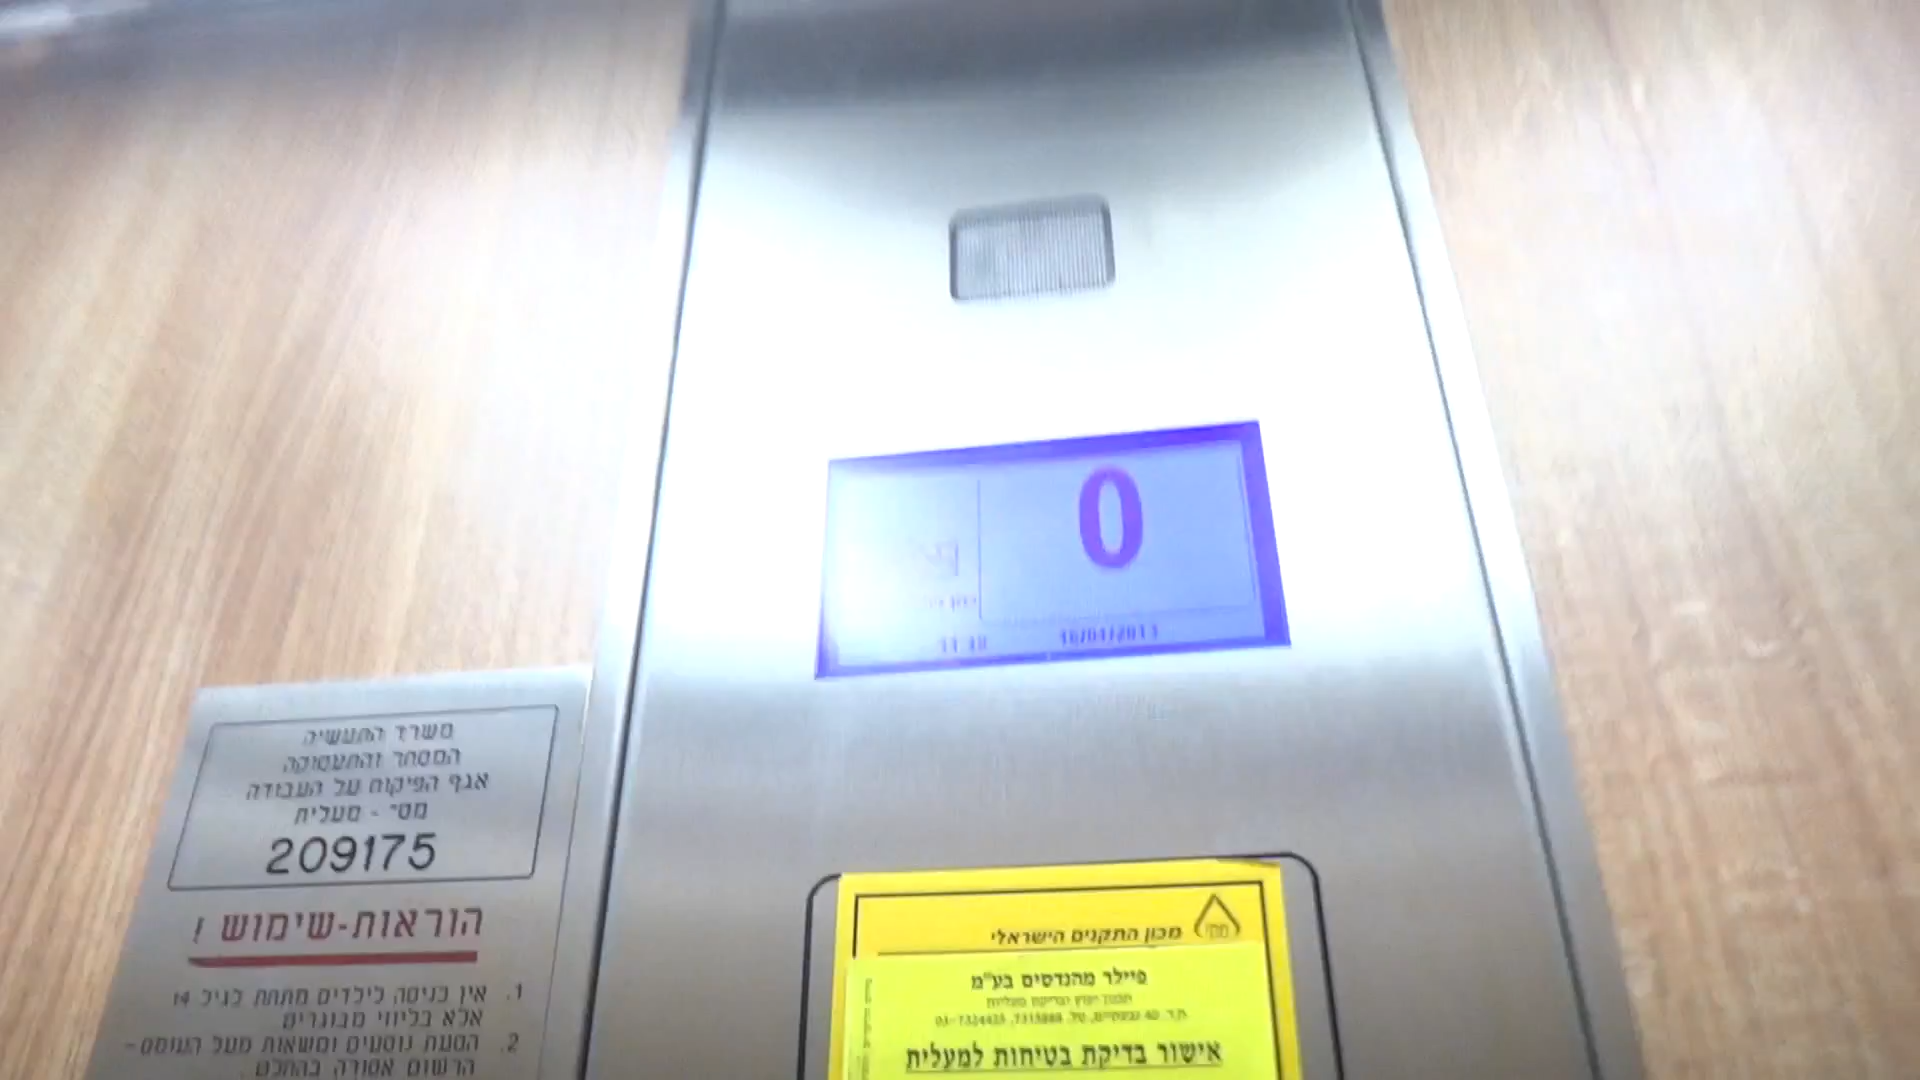 0
משרד התעשיה
המסחר והתעסוקה
אגף הפיקוח על העבודה
מס׳ - מעלית
209175
הוראות-שימוש !
1. אין כניסה לילדים מתחת לגיל 14
אלא בליווי מבוגרים
2. הסעת נוסעים ומשאות מעל העומס -
הרשום אסורה בהחלט.
מכון התקנים הישראלי
פיילר מהנדסים בע"מ
אישור בדיקת בטיחות למעלית